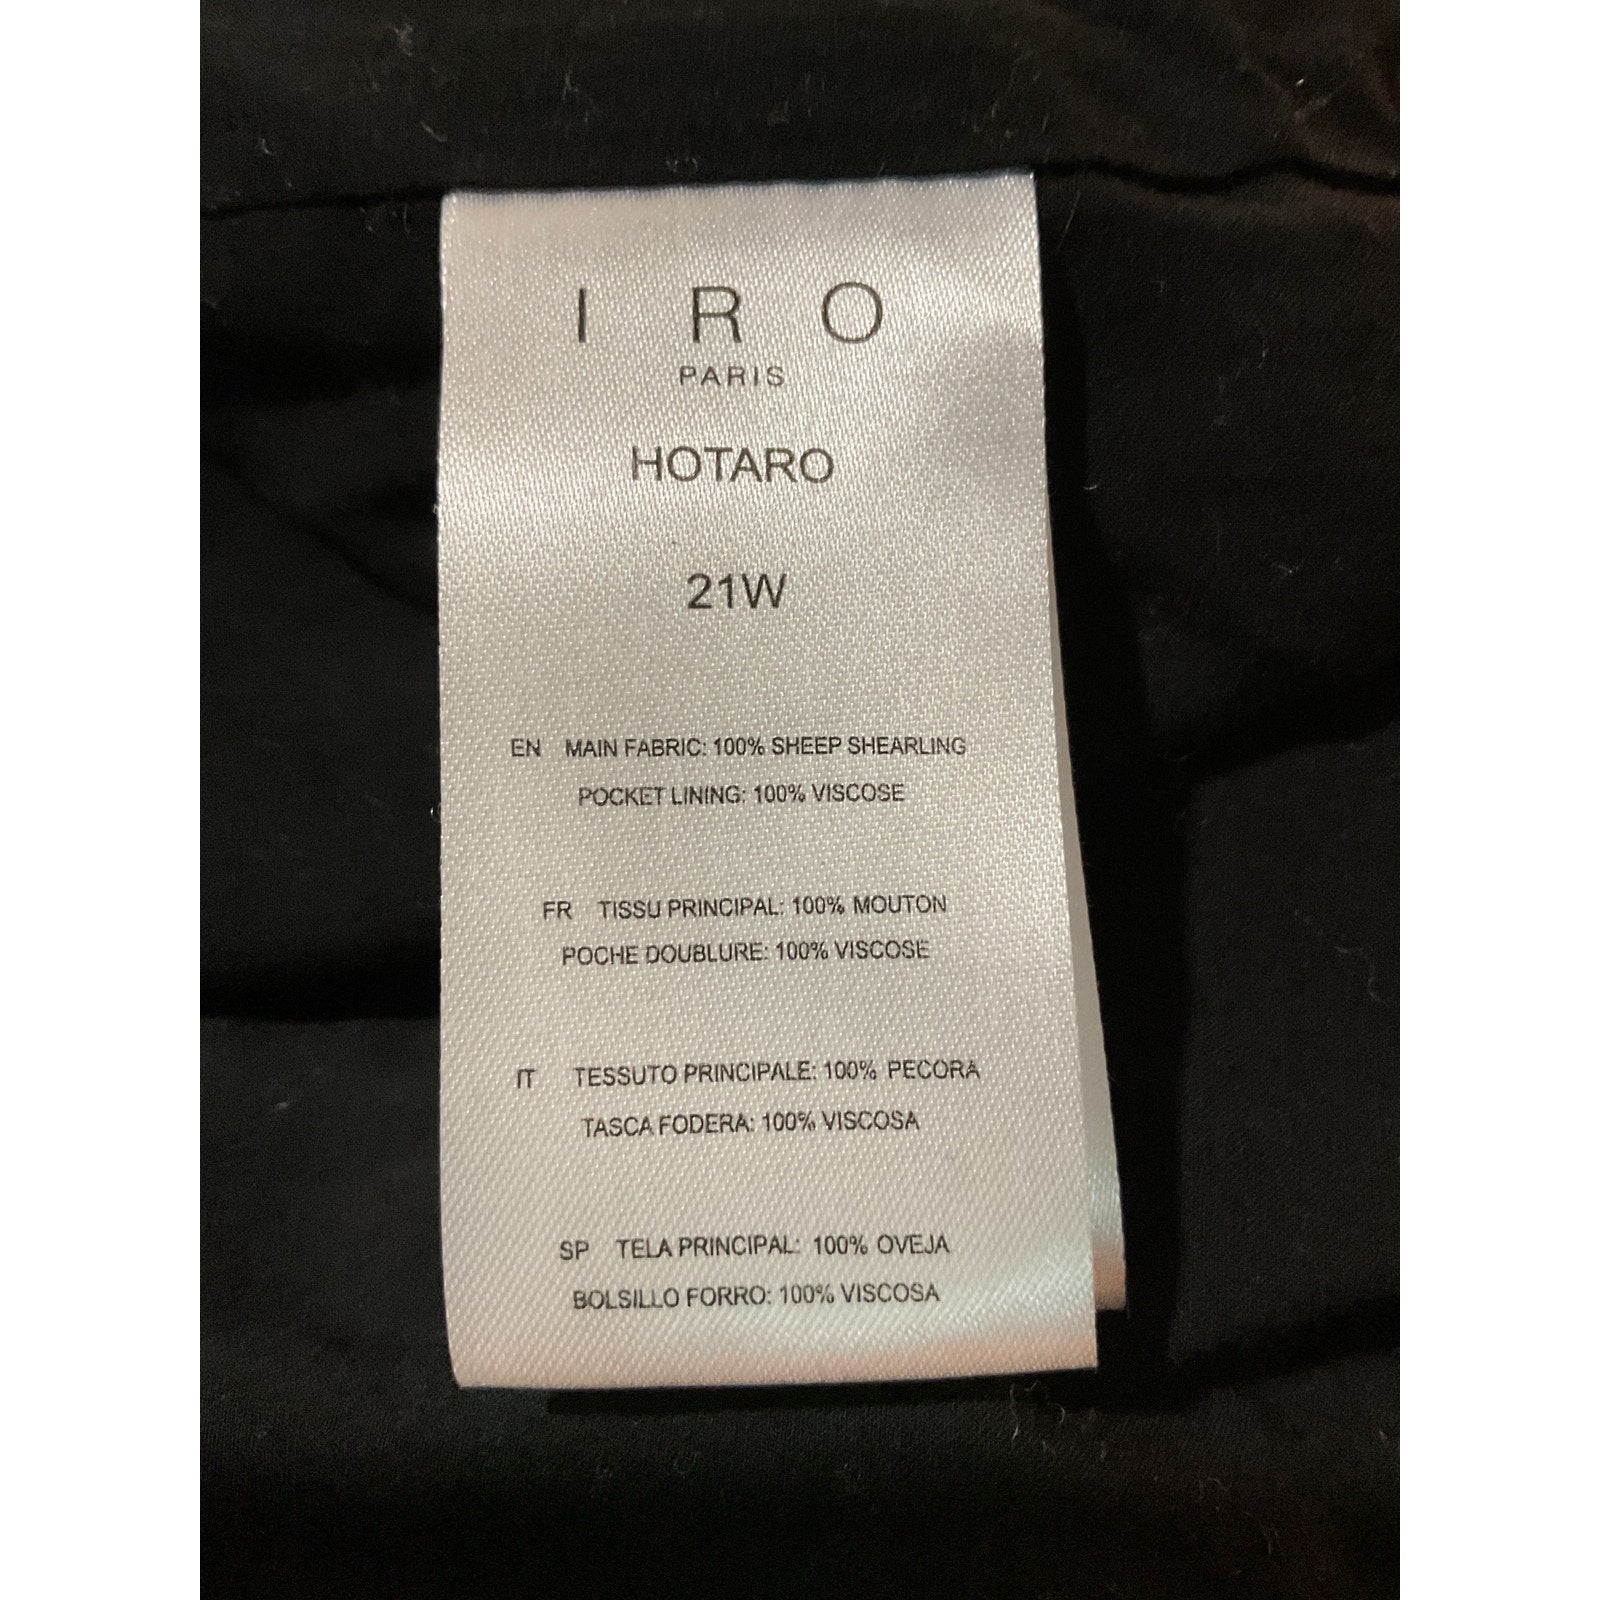 I R O
PARIS
HOTARO
21W
EN MAIN FABRIC: 100% SHEEP SHEARLING
POCKET LINING: 100% VISCOSE
FR TISSU PRINCIPAL: 100% MOUTON
POCHE DOUBLURE: 100% VISCOSE
IT TESSUTO PRINCIPALE: 100% PECORA
TASCA FODERA: 100% VISCOSA
SP TELA PRINCIPAL: 100% OVEJA
BOLSILLO FORRO: 100% VISCOSA